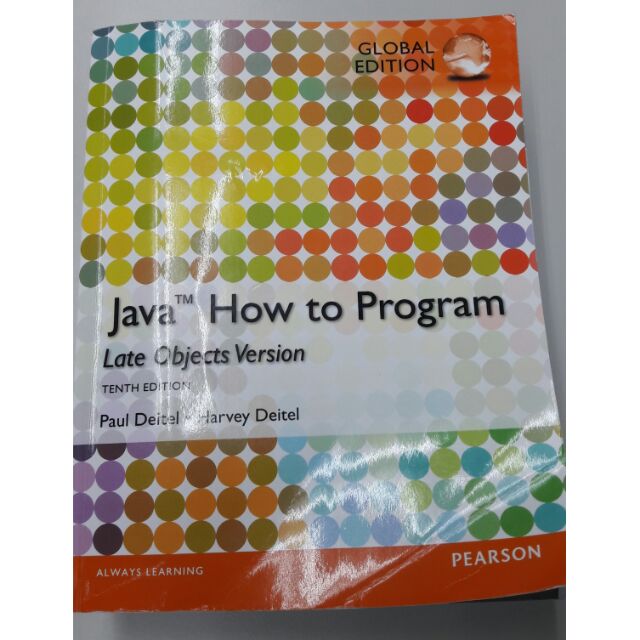 GLOBAL
EDITION
Java™ How to Program
Late Objects Version
TENTH EDITION
Paul Deitel • Harvey Deitel
ALWAYS LEARNING
PEARSON